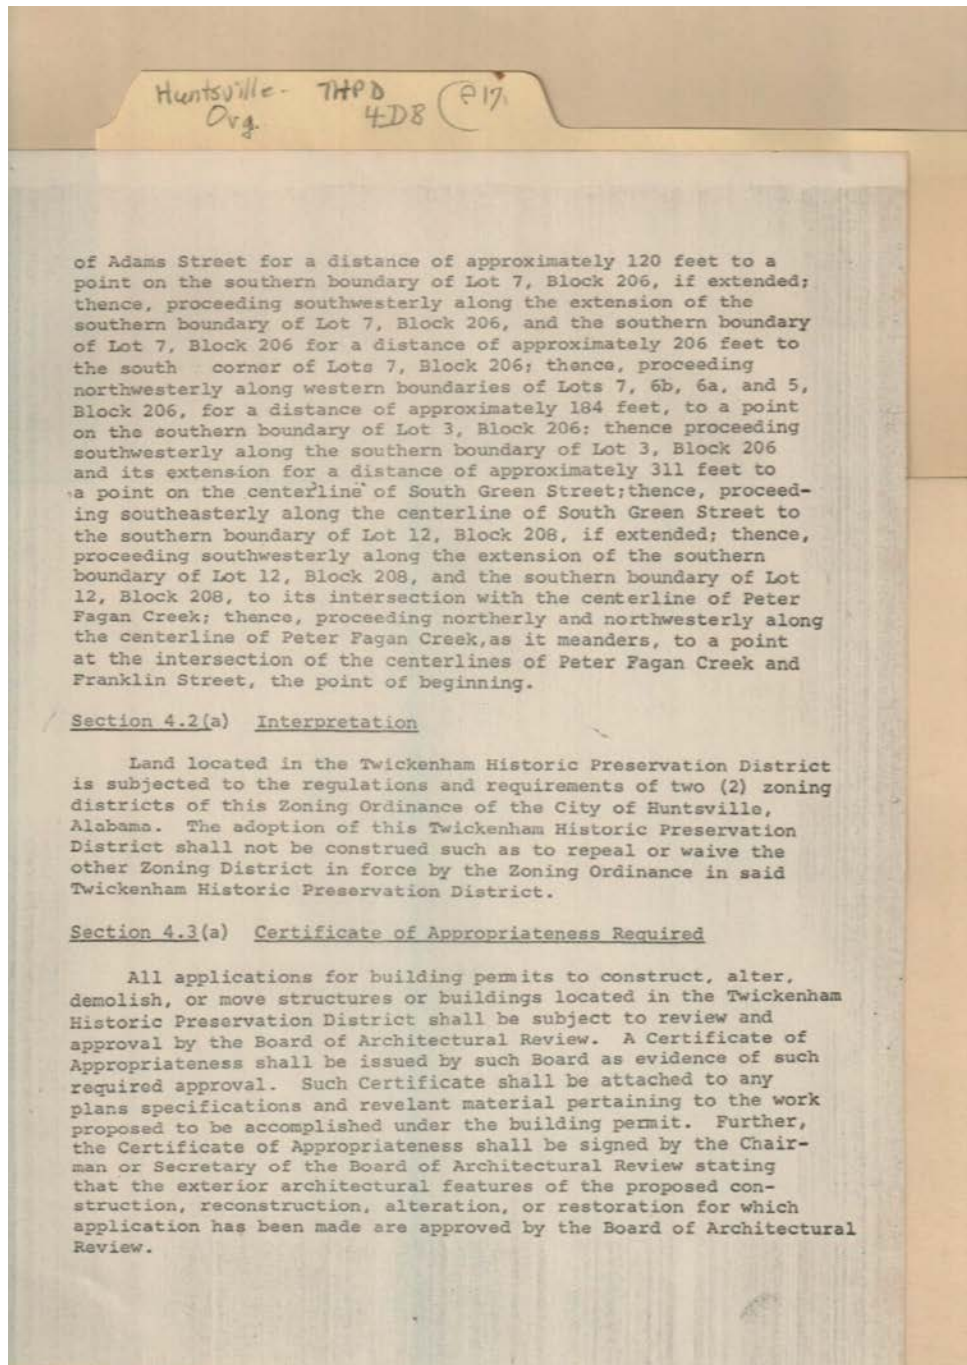 Huntsville- THPD P17.
Org. 4DB
of Adams Street for a distance of approximately 120 feet to a
point on the southern boundary of Lot 7, Block 206, if extended;
thence, proceeding southwesterly along the extension of the
southern boundary of Lot 7, Block 206, and the southern boundary
of Lot 7, Block 206 for a distance of approximately 206 feet to
the south corner of Lots 7, Block 206; thence, proceeding
northwesterly along western boundaries of Lots 7, 6b, 6a, and 5,
Block 206, for a distance of approximately 184 feet, to a point
on the southern boundary of Lot 3, Block 206; thence proceeding
southwesterly along the southern boundary of Lot 3, Block 206
and its extension for a distance of approximately 311 feet to
a point on the centerline of South Green Street;thence, proceed-
ing southeasterly along the centerline of South Green Street to
the southern boundary of Lot 12, Block 208, if extended; thence,
proceeding southwesterly along the extension of the southern
boundary of Lot 12, Block 208, and the southern boundary of Lot
12, Block 208, to its intersection with the centerline of Peter
Fagan Creek; thence, proceeding northerly and northwesterly along
the centerline of Peter Fagan Creek,as it meanders, to a point
at the intersection of the centerlines of Peter Fagan Creek and
Franklin Street, the point of beginning.
Section 4.2(a) Interpretation
Land located in the Twickenham Historic Preservation District
is subjected to the regulations and requirements of two (2) zoning
districts of this Zoning Ordinance of the City of Huntsville,
Alabama. The adoption of this Twickenham Historic Preservation
District shall not be construed such as to repeal or waive the
other Zoning District in force by the Zoning Ordinance in said
Twickenham Historic Preservation District.
Section 4.3(a) Certificate of Appropriateness Required
All applications for building permits to construct, alter,
demolish, or move structures or buildings located in the Twickenham
Historic Preservation District shall be subject to review and
approval by the Board of Architectural Review. A Certificate of
Appropriateness shall be issued by such Board as evidence of such
required approval. Such Certificate shall be attached to any
plans specifications and revelant material pertaining to the work
proposed to be accomplished under the building permit. Further,
the Certificate of Appropriateness shall be signed by the Chair-
man or Secretary of the Board of Architectural Review stating
that the exterior architectural features of the proposed con-
struction, reconstruction, alteration, or restoration for which
application has been made are approved by the Board of Architectural
Review.